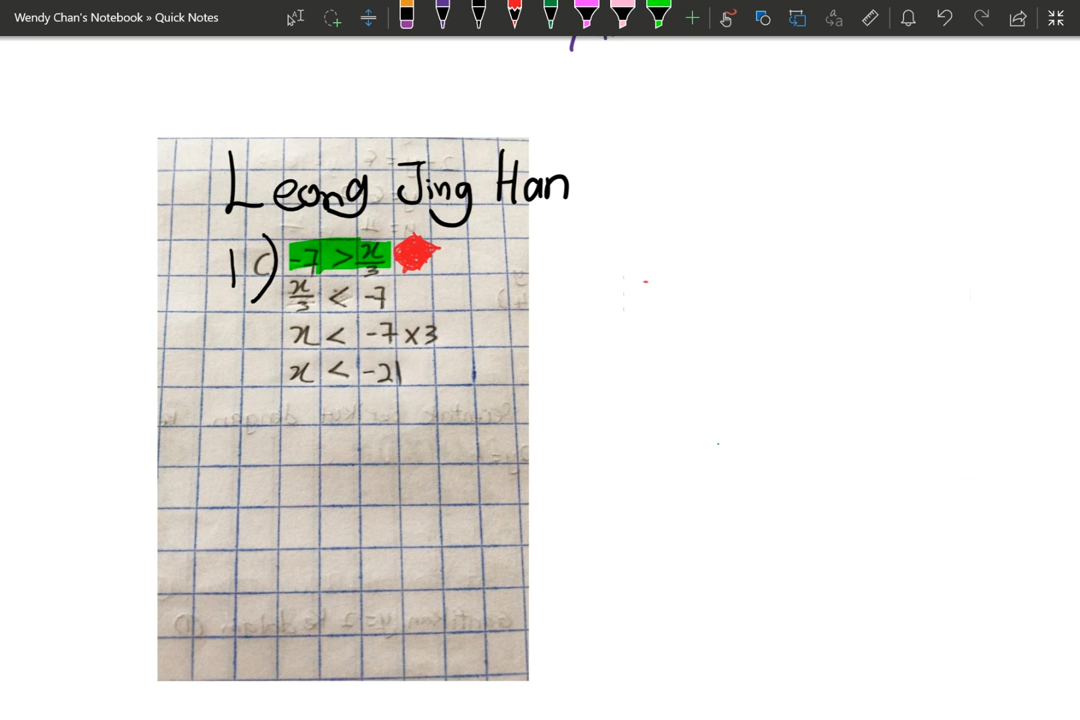 Wendy Chan's Notebook » Quick Notes
Leong Jing Han
1 c) -7 > x/3
x/3 < -7
x < -7 × 3
x < -21